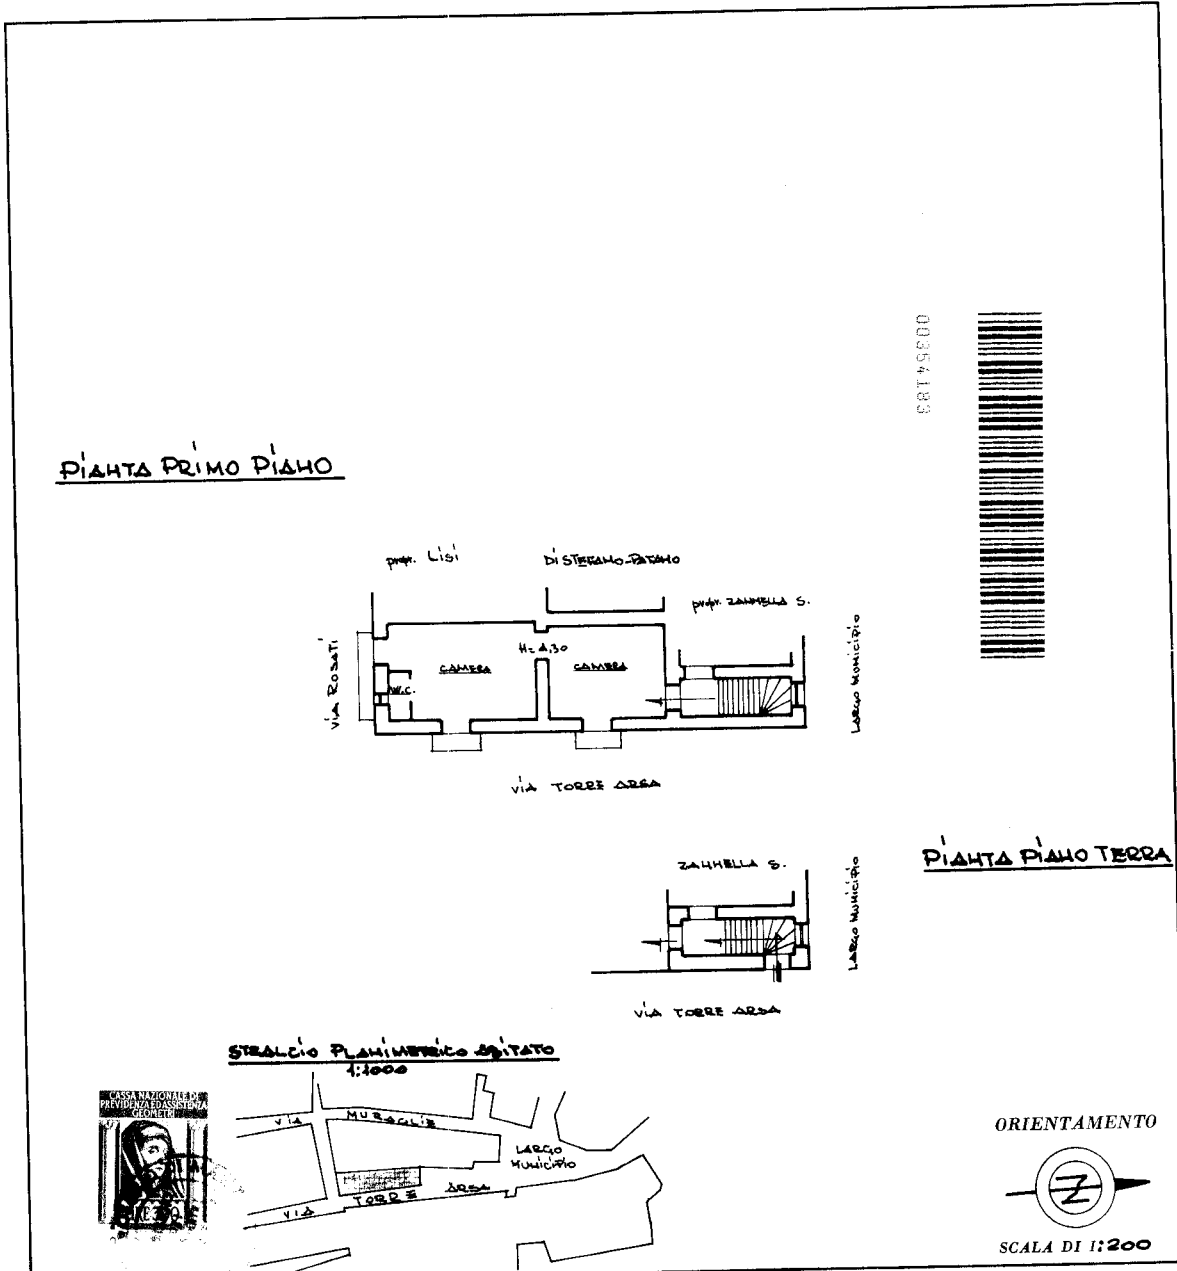 00354183
PIANTA PRIMO PIANO
propr. LISI
DI STEFANO-PATANO
propr. ZANNELLA S.
VIA ROSATI
H= 4,30
CAMERA
CAMERA
W.C.
LARGO MUNICIPIO
VIA TORRE ARSA
PIANTA PIANO TERRA
ZANNELLA S.
LARGO MUNICIPIO
VIA TORRE ARSA
STRALCIO PLANIMETRICO ABITATO
1:1000
CASSA NAZIONALE DI
PREVIDENZA ED ASSISTENZA
GEOMETRI
VIA MURAGLIE
LARGO
MUNICIPIO
VIA TORRE ARSA
ORIENTAMENTO
SCALA DI 1:200